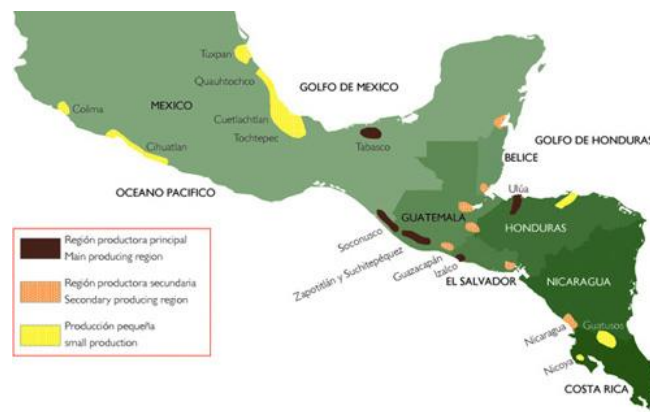 Tuxpan
Quauhtochco
GOLFO DE MEXICO
MEXICO
Colima
Cuetlachtlan
Tochtepec
Cihuatlan
Tabasco
GOLFO DE HONDURAS
BELICE
OCEANO PACIFICO
Ulúa
GUATEMALA
HONDURAS
Soconusco
Zapotitlán y Suchitepéquez
Guazacapán
Izalco
EL SALVADOR
NICARAGUA
Nicaragua
Guatusos
Nicoya
COSTA RICA
Región productora principal
Main producing region
Región productora secundaria
Secondary producing region
Producción pequeña
small production